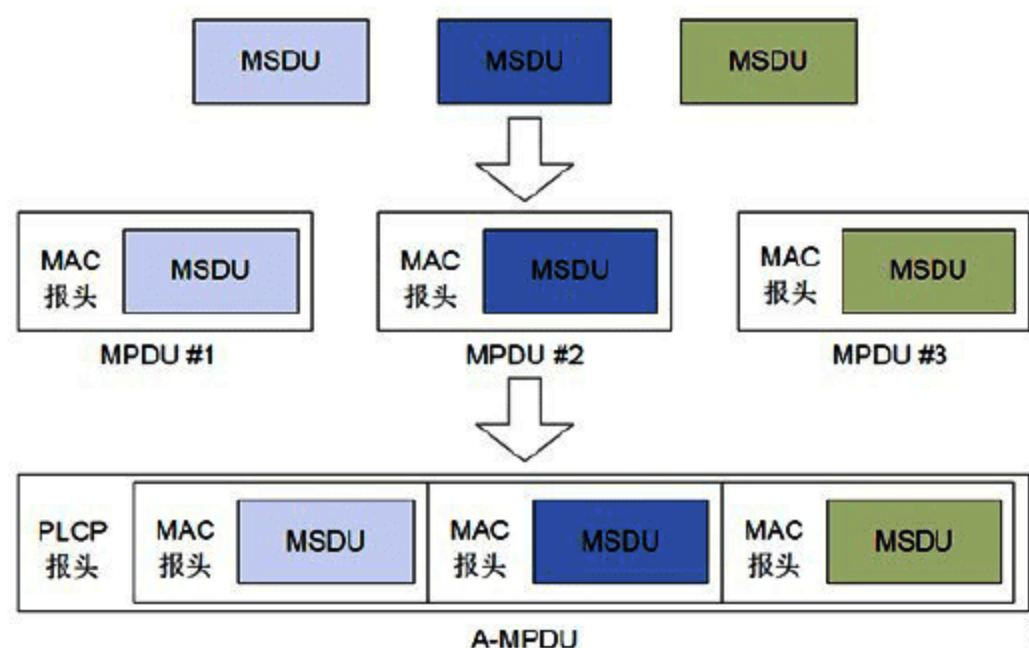 MSDU
MSDU
MSDU
MAC
报头
MSDU
MAC
报头
MSDU
MAC
报头
MSDU
MPDU #1
MPDU #2
MPDU #3
PLCP
报头
MAC
报头
MSDU
MAC
报头
MSDU
MAC
报头
MSDU
A-MPDU